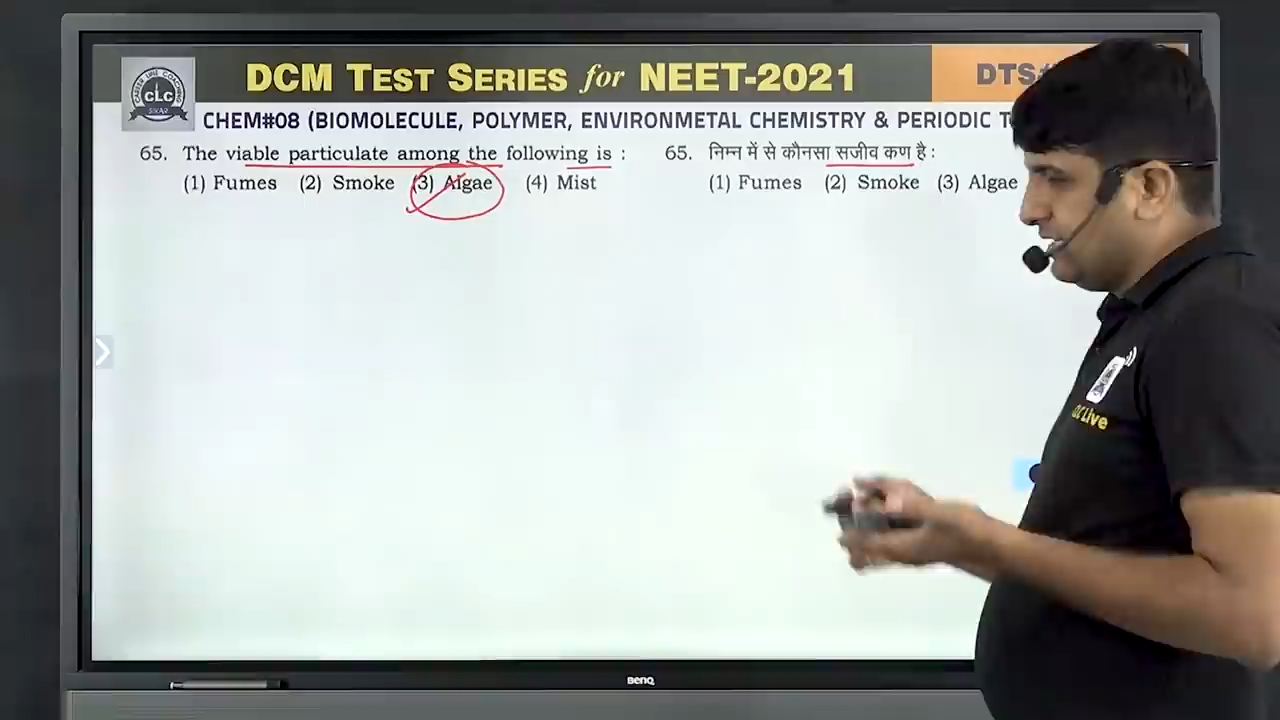 DCM TEST SERIES for NEET-2021
CLC
SIKAR
CHEM#08 (BIOMOLECULE, POLYMER, ENVIRONMETAL CHEMISTRY & PERIODIC
65. The viable particulate among the following is :
(1) Fumes (2) Smoke (3) Algae (4) Mist
65. निम्न में से कौनसा सजीव कण है :
(1) Fumes (2) Smoke (3) Algae
Live
BenQ